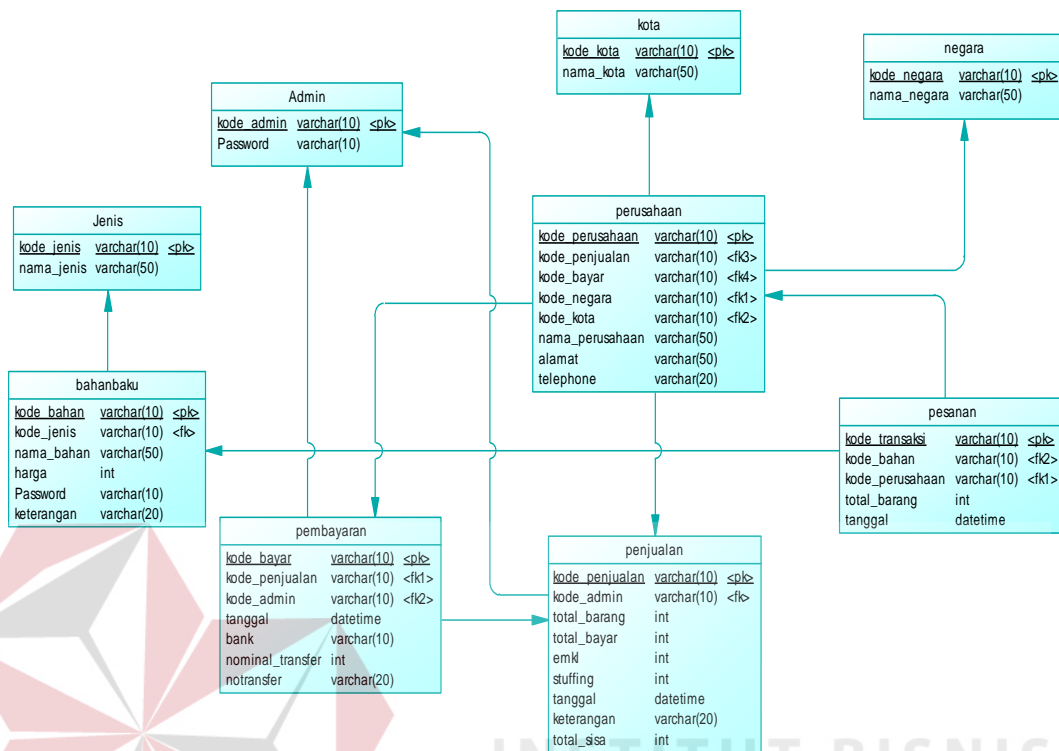 kota
kode_kota varchar(10) <pk>
nama_kota varchar(50)
negara
kode_negara varchar(10) <pk>
nama_negara varchar(50)
Admin
kode_admin varchar(10) <pk>
Password varchar(10)
Jenis
kode_jenis varchar(10) <pk>
nama_jenis varchar(50)
perusahaan
kode_perusahaan varchar(10) <pk>
kode_penjualan varchar(10) <fk3>
kode_bayar varchar(10) <fk4>
kode_negara varchar(10) <fk1>
kode_kota varchar(10) <fk2>
nama_perusahaan varchar(50)
alamat varchar(50)
telephone varchar(20)
bahanbaku
kode_bahan varchar(10) <pk>
kode_jenis varchar(10) <fk>
nama_bahan varchar(50)
harga int
Password varchar(10)
keterangan varchar(20)
pesanan
kode_transaksi varchar(10) <pk>
kode_bahan varchar(10) <fk2>
kode_perusahaan varchar(10) <fk1>
total_barang int
tanggal datetime
pembayaran
kode_bayar varchar(10) <pk>
kode_penjualan varchar(10) <fk1>
kode_admin varchar(10) <fk2>
tanggal datetime
bank varchar(10)
nominal_transfer int
notransfer varchar(20)
penjualan
kode_penjualan varchar(10) <pk>
kode_admin varchar(10) <fk>
total_barang int
total_bayar int
emkl int
stuffing int
tanggal datetime
keterangan varchar(20)
total_sisa int